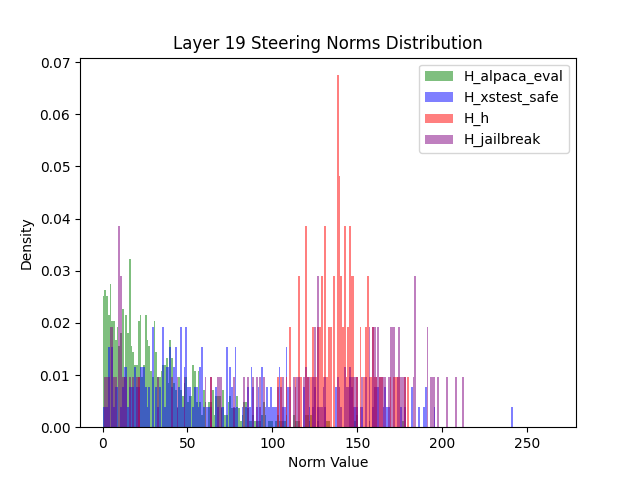 Layer 19 Steering Norms Distribution
0.07
0.06
0.05
0.04
0.03
0.02
0.01
0.00
Density
H_alpaca_eval
H_xstest_safe
H_h
H_jailbreak
0 50 100 150 200 250
Norm Value